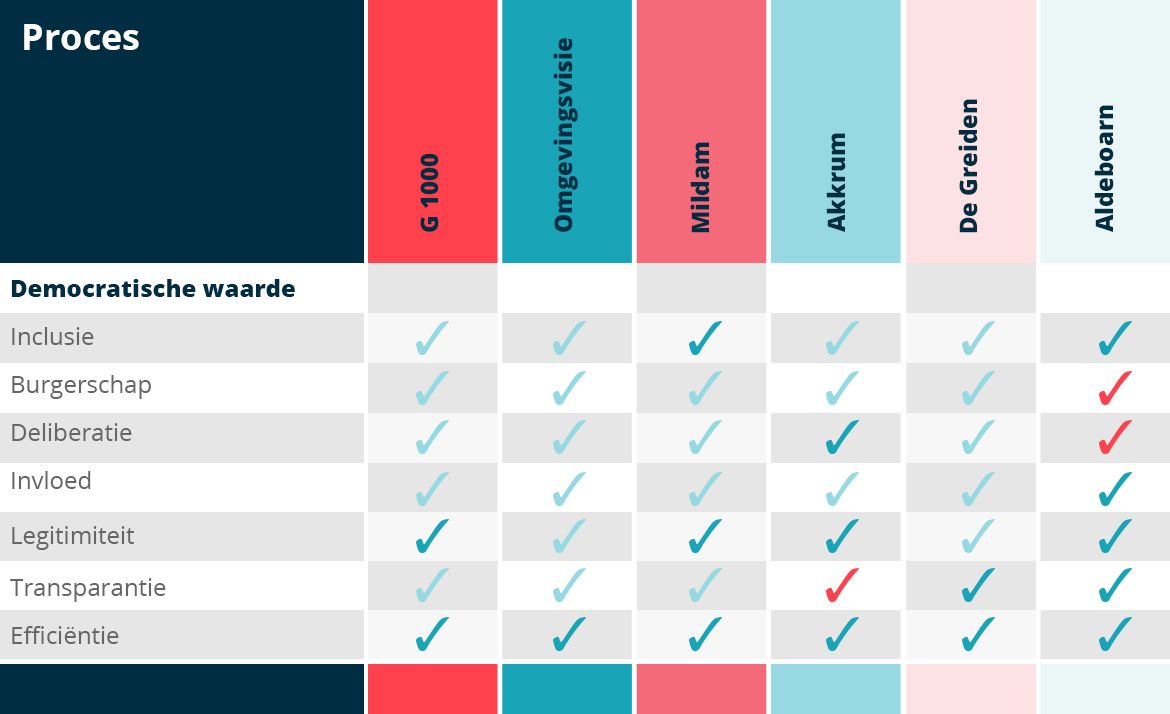 Proces
G 1000
Omgevingsvisie
Mildam
Akkrum
De Greiden
Aldeboarn
Democratische waarde
Inclusie
Burgerschap
Deliberatie
Invloed
Legitimiteit
Transparantie
Efficiëntie